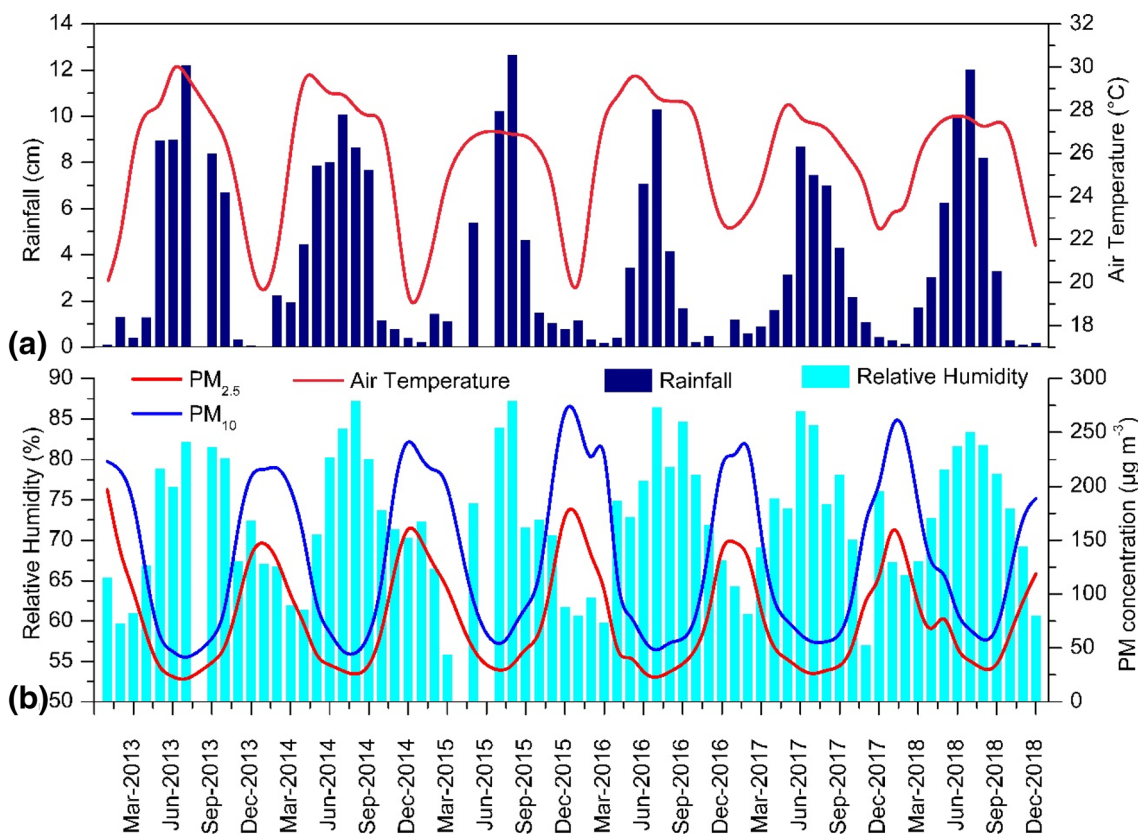 14
12
10
8
6
4
2
0
Rainfall (cm)
32
30
28
26
24
22
20
18
Air Temperature (°C)
(a)
PM2.5
Air Temperature
Rainfall
Relative Humidity
PM10
90
85
80
75
70
65
60
55
50
Relative Humidity (%)
300
250
200
150
100
50
0
PM concentration (µg m-3)
(b)
Mar-2013
Jun-2013
Sep-2013
Dec-2013
Mar-2014
Jun-2014
Sep-2014
Dec-2014
Mar-2015
Jun-2015
Sep-2015
Dec-2015
Mar-2016
Jun-2016
Sep-2016
Dec-2016
Mar-2017
Jun-2017
Sep-2017
Dec-2017
Mar-2018
Jun-2018
Sep-2018
Dec-2018